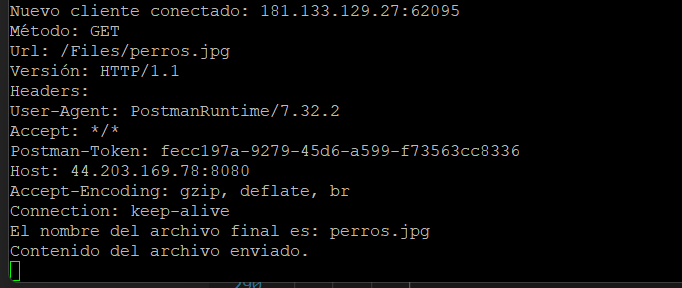 Nuevo cliente conectado: 181.133.129.27:62095
Método: GET
Url: /Files/perros.jpg
Versión: HTTP/1.1
Headers:
User-Agent: PostmanRuntime/7.32.2
Accept: */*
Postman-Token: fecc197a-9279-45d6-a599-f73563cc8336
Host: 44.203.169.78:8080
Accept-Encoding: gzip, deflate, br
Connection: keep-alive
El nombre del archivo final es: perros.jpg
Contenido del archivo enviado.
290